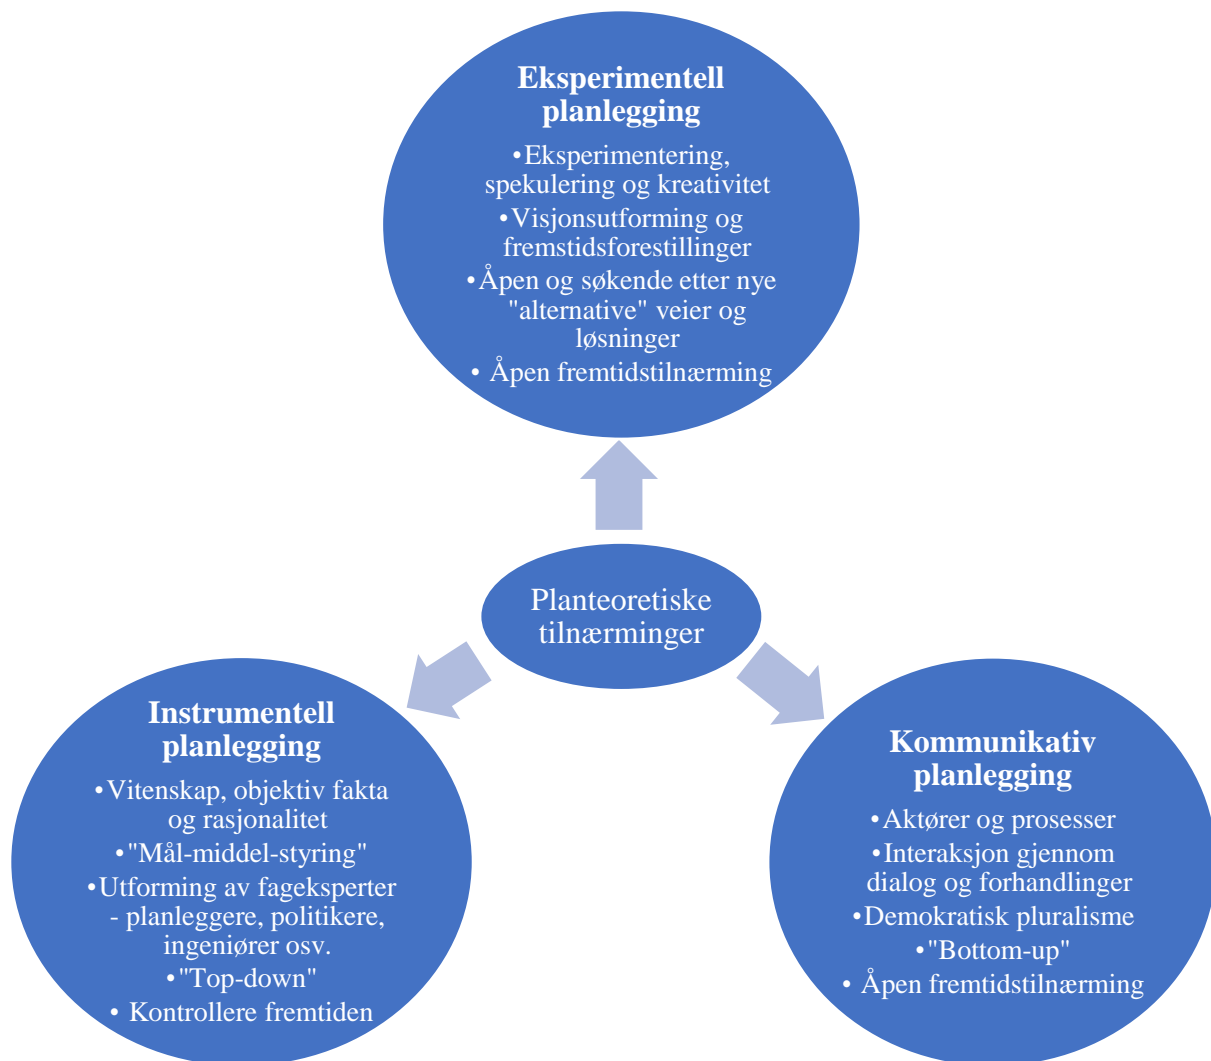 Eksperimentell
planlegging
•Eksperimentering,
spekulering og kreativitet
•Visjonsutforming og
fremstidsforestillinger
•Åpen og søkende etter nye
"alternative" veier og
løsninger
• Åpen fremtidstilnærming
Planteoretiske
tilnærminger
Instrumentell
planlegging
•Vitenskap, objektiv fakta
og rasjonalitet
•"Mål-middel-styring"
•Utforming av fageksperter
- planleggere, politikere,
ingeniører osv.
•"Top-down"
• Kontrollere fremtiden
Kommunikativ
planlegging
•Aktører og prosesser
•Interaksjon gjennom
dialog og forhandlinger
•Demokratisk pluralisme
•"Bottom-up"
• Åpen fremtidstilnærming